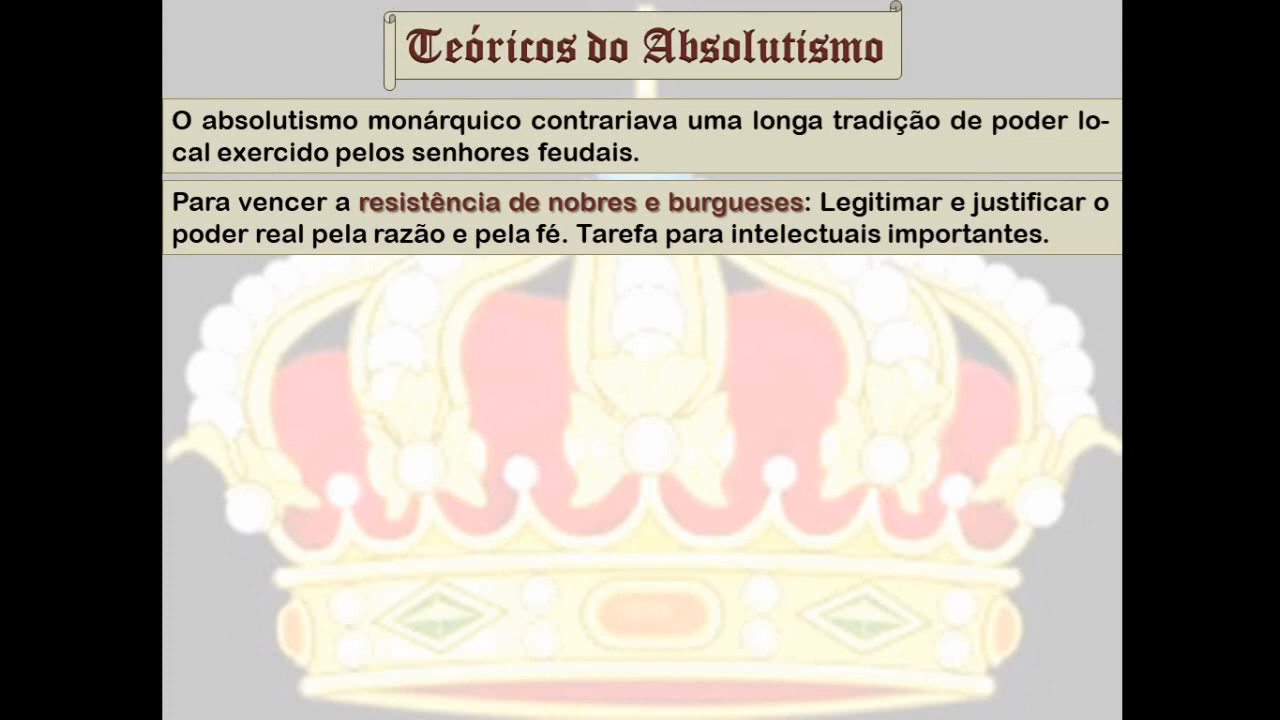 Teóricos do Absolutismo
O absolutismo monárquico contrariava uma longa tradição de poder lo-
cal exercido pelos senhores feudais.
Para vencer a resistência de nobres e burgueses: Legitimar e justificar o
poder real pela razão e pela fé. Tarefa para intelectuais importantes.